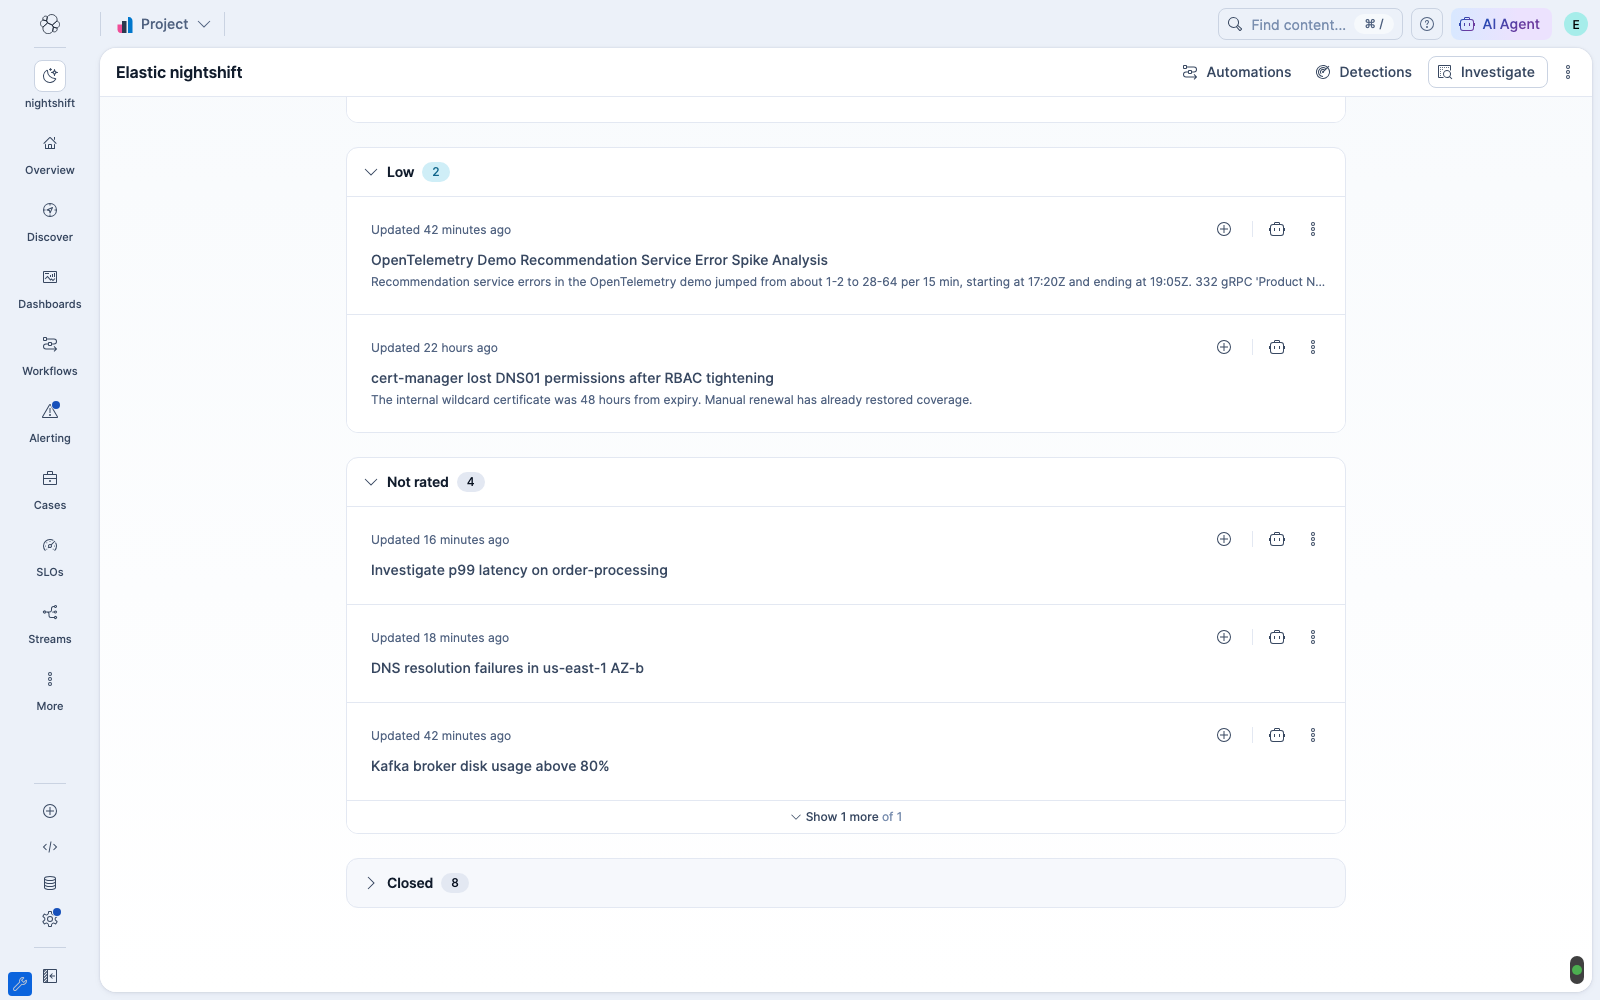 Project
Find content...
⌘ /
AI Agent
E
Elastic nightshift
Automations
Detections
Investigate
nightshift
Overview
Discover
Dashboards
Workflows
Alerting
Cases
SLOs
Streams
More
Low 2
Updated 42 minutes ago
OpenTelemetry Demo Recommendation Service Error Spike Analysis
Recommendation service errors in the OpenTelemetry demo jumped from about 1-2 to 28-64 per 15 min, starting at 17:20Z and ending at 19:05Z. 332 gRPC 'Product N...
Updated 22 hours ago
cert-manager lost DNS01 permissions after RBAC tightening
The internal wildcard certificate was 48 hours from expiry. Manual renewal has already restored coverage.
Not rated 4
Updated 16 minutes ago
Investigate p99 latency on order-processing
Updated 18 minutes ago
DNS resolution failures in us-east-1 AZ-b
Updated 42 minutes ago
Kafka broker disk usage above 80%
Show 1 more of 1
Closed 8